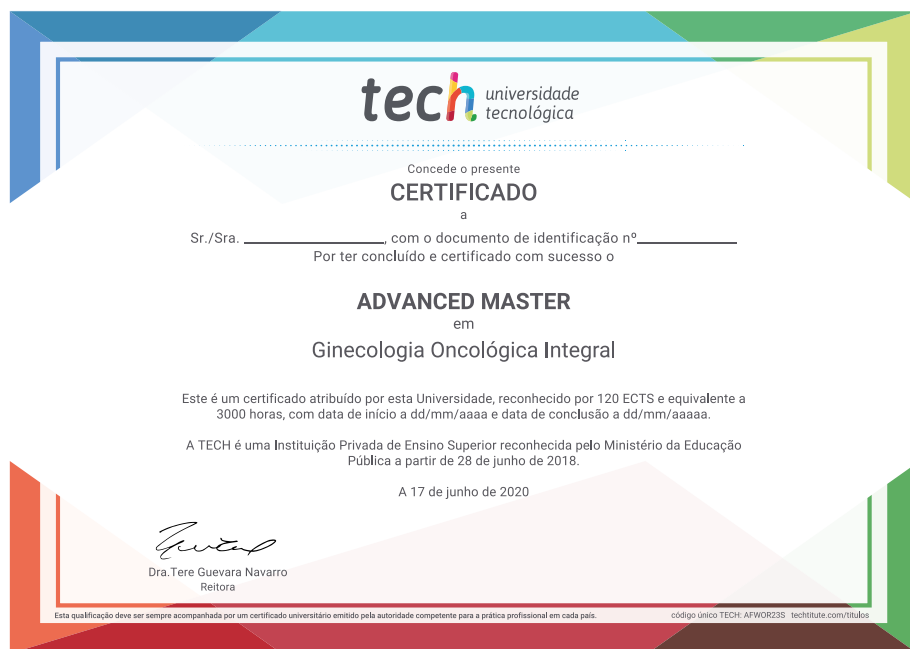 tech universidade
tecnológica
Concede o presente
CERTIFICADO
a
Sr./Sra. ________________, com o documento de identificação nº____________
Por ter concluído e certificado com sucesso o
ADVANCED MASTER
em
Ginecologia Oncológica Integral
Este é um certificado atribuído por esta Universidade, reconhecido por 120 ECTS e equivalente a
3000 horas, com data de início a dd/mm/aaaa e data de conclusão a dd/mm/aaaaa.
A TECH é uma Instituição Privada de Ensino Superior reconhecida pelo Ministério da Educação
Pública a partir de 28 de junho de 2018.
A 17 de junho de 2020
Dra.Tere Guevara Navarro
Reitora
Esta qualificação deve ser sempre acompanhada por um certificado universitário emitido pela autoridade competente para a prática profissional em cada país.
código único TECH: AFWOR23S techtitute.com/titulos